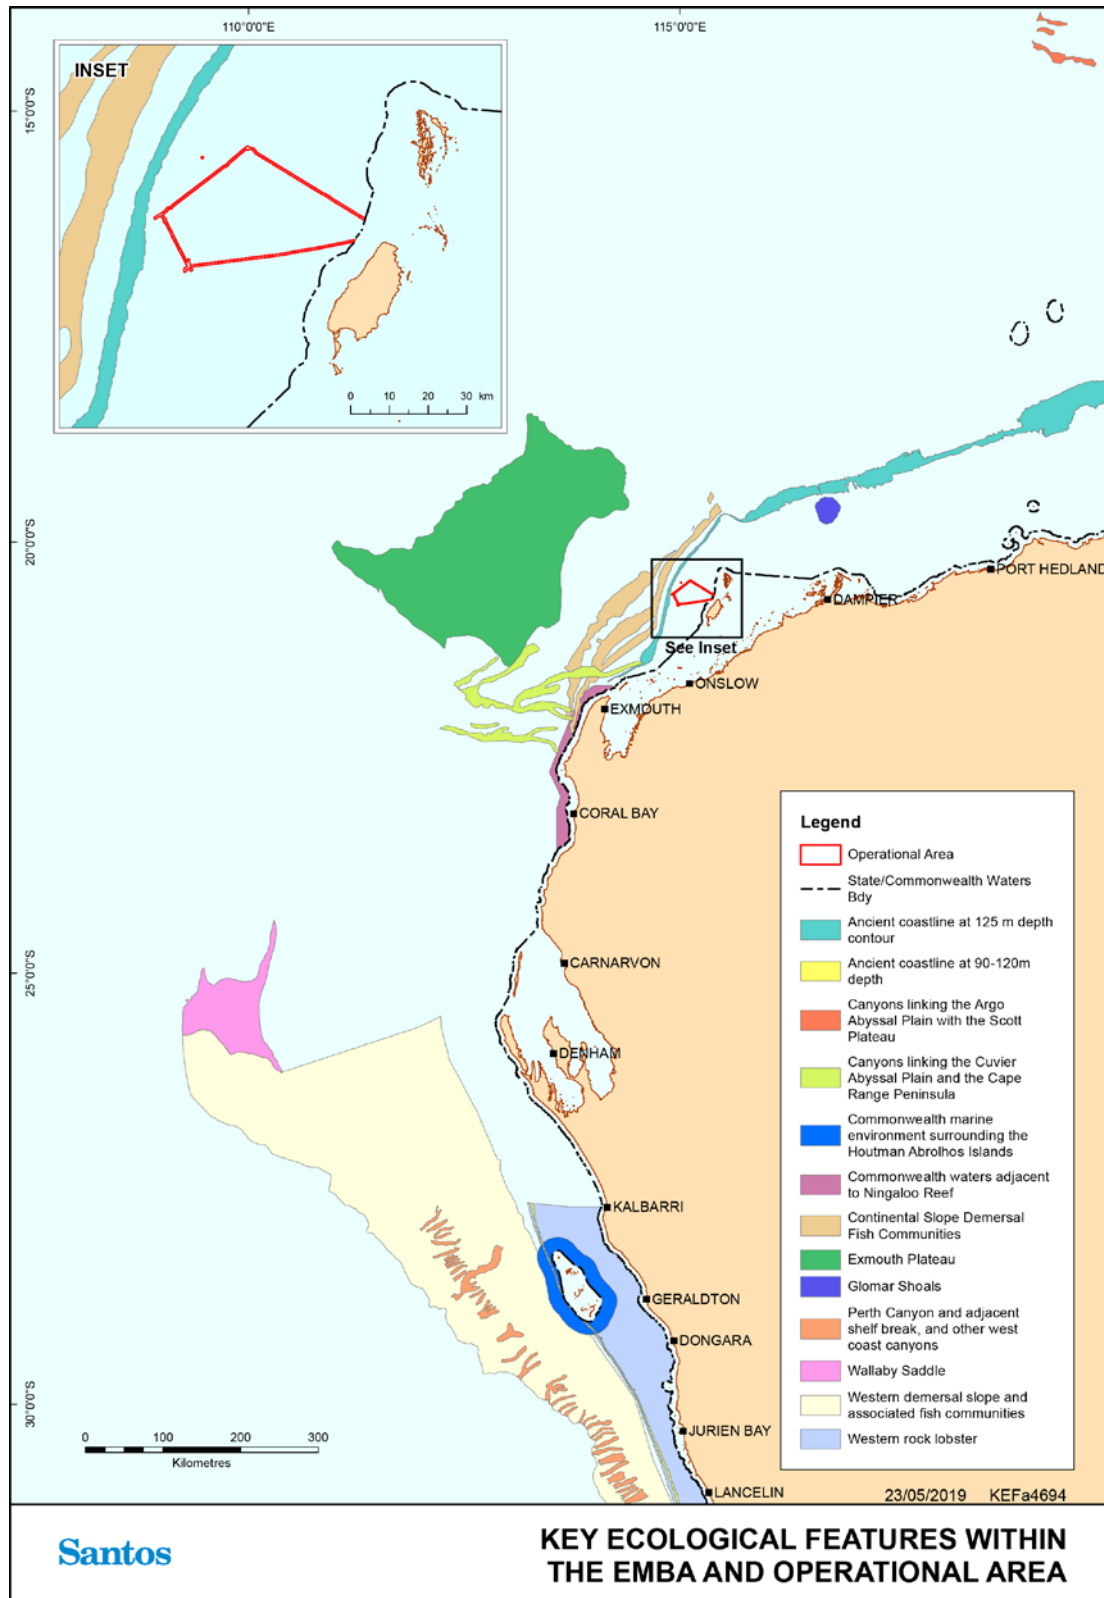 110°0'0"E
115°0'0"E
INSET
15°0'0"S
0 10 20 30 km
20°0'0"S
PORT HEDLAND
DAMPIER
See Inset
ONSLOW
EXMOUTH
CORAL BAY
Legend
Operational Area
State/Commonwealth Waters
Bdy
Ancient coastline at 125 m depth
contour
Ancient coastline at 90-120m
depth
Canyons linking the Argo
Abyssal Plain with the Scott
Plateau
Canyons linking the Cuvier
Abyssal Plain and the Cape
Range Peninsula
Commonwealth marine
environment surrounding the
Houtman Abrolhos Islands
Commonwealth waters adjacent
to Ningaloo Reef
Continental Slope Demersal
Fish Communities
Exmouth Plateau
Glomar Shoals
Perth Canyon and adjacent
shelf break, and other west
coast canyons
Wallaby Saddle
Western demersal slope and
associated fish communities
Western rock lobster
CARNARVON
25°0'0"S
DENHAM
KALBARRI
GERALDTON
DONGARA
30°0'0"S
JURIEN BAY
0 100 200 300
Kilometres
LANCELIN
23/05/2019 KEFa4694
Santos
KEY ECOLOGICAL FEATURES WITHIN
THE EMBA AND OPERATIONAL AREA